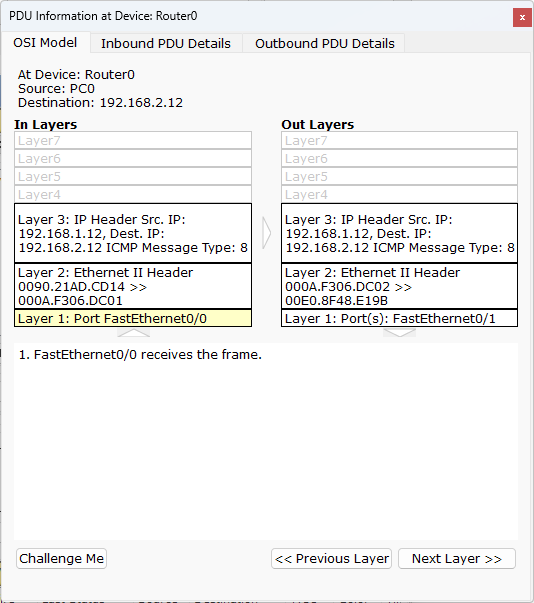 PDU Information at Device: Router0
x
OSI Model
Inbound PDU Details
Outbound PDU Details
At Device: Router0
Source: PC0
Destination: 192.168.2.12
In Layers
Layer7
Layer6
Layer5
Layer4
Layer 3: IP Header Src. IP:
192.168.1.12, Dest. IP:
192.168.2.12 ICMP Message Type: 8
Layer 2: Ethernet II Header
0090.21AD.CD14 >>
000A.F306.DC01
Layer 1: Port FastEthernet0/0
Out Layers
Layer7
Layer6
Layer5
Layer4
Layer 3: IP Header Src. IP:
192.168.1.12, Dest. IP:
192.168.2.12 ICMP Message Type: 8
Layer 2: Ethernet II Header
000A.F306.DC02 >>
00E0.8F48.E19B
Layer 1: Port(s): FastEthernet0/1
1. FastEthernet0/0 receives the frame.
Challenge Me
<< Previous Layer
Next Layer >>